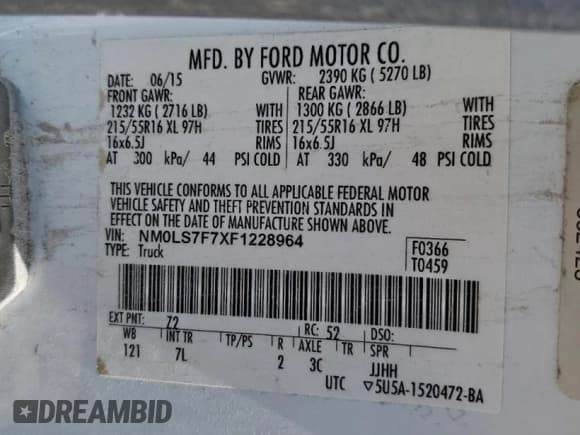 MFD. BY FORD MOTOR CO.
DATE: 06/15 GVWR: 2390 KG ( 5270 LB)
FRONT GAWR: REAR GAWR:
1232 KG ( 2716 LB) WITH 1300 KG ( 2866 LB) WITH
215/55R16 XL 97H TIRES 215/55R16 XL 97H TIRES
16x6.5J RIMS 16x6.5J RIMS
AT 300 kPa/ 44 PSI COLD AT 330 kPa/ 48 PSI COLD
THIS VEHICLE CONFORMS TO ALL APPLICABLE FEDERAL MOTOR
VEHICLE SAFETY AND THEFT PREVENTION STANDARDS IN
EFFECT ON THE DATE OF MANUFACTURE SHOWN ABOVE.
VIN: NM0LS7F7XF1228964 F0366
TYPE: Truck T0459
EXT PNT: 72 RC: 52 DSO:
WB INT TR TP/PS R AXLE TR SPR
121 7L 2 3C JJHH
UTC ▽5U5A-1520472-BA
DREAMBID